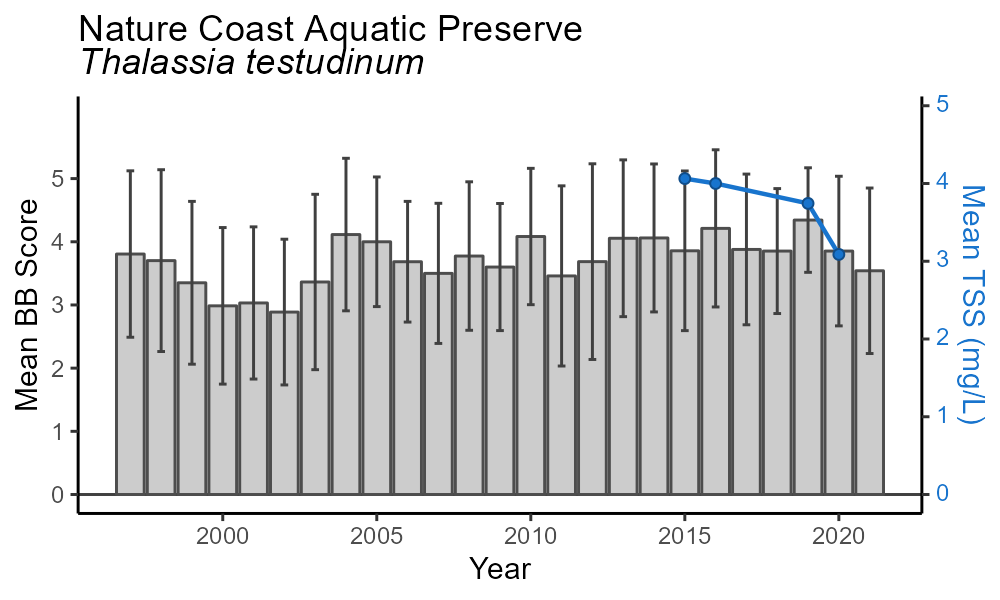 Nature Coast Aquatic Preserve
Thalassia testudinum
Mean BB Score
5
4
3
2
1
0
5
4
3
2
1
0
Mean TSS (mg/L)
2000 2005 2010 2015 2020
Year